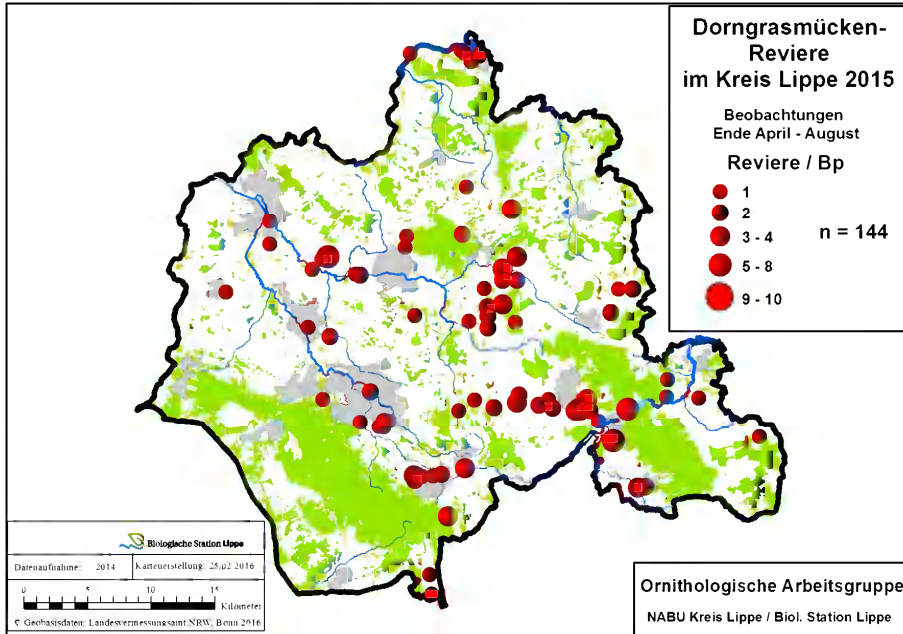 Dorngrasmücken-
Reviere
im Kreis Lippe 2015
Beobachtungen
Ende April - August
Reviere / Bp
1
2
3 - 4
5 - 8
9 - 10
n = 144
Biologische Station Lippe
Datenaufnahme: 2014 Kartenerstellung: 25.02.2016
0 5 10 15
Kilometer
© Geobasisdaten: Landesvermessungsamt NRW, Bonn 2016
Ornithologische Arbeitsgruppe
NABU Kreis Lippe / Biol. Station Lippe